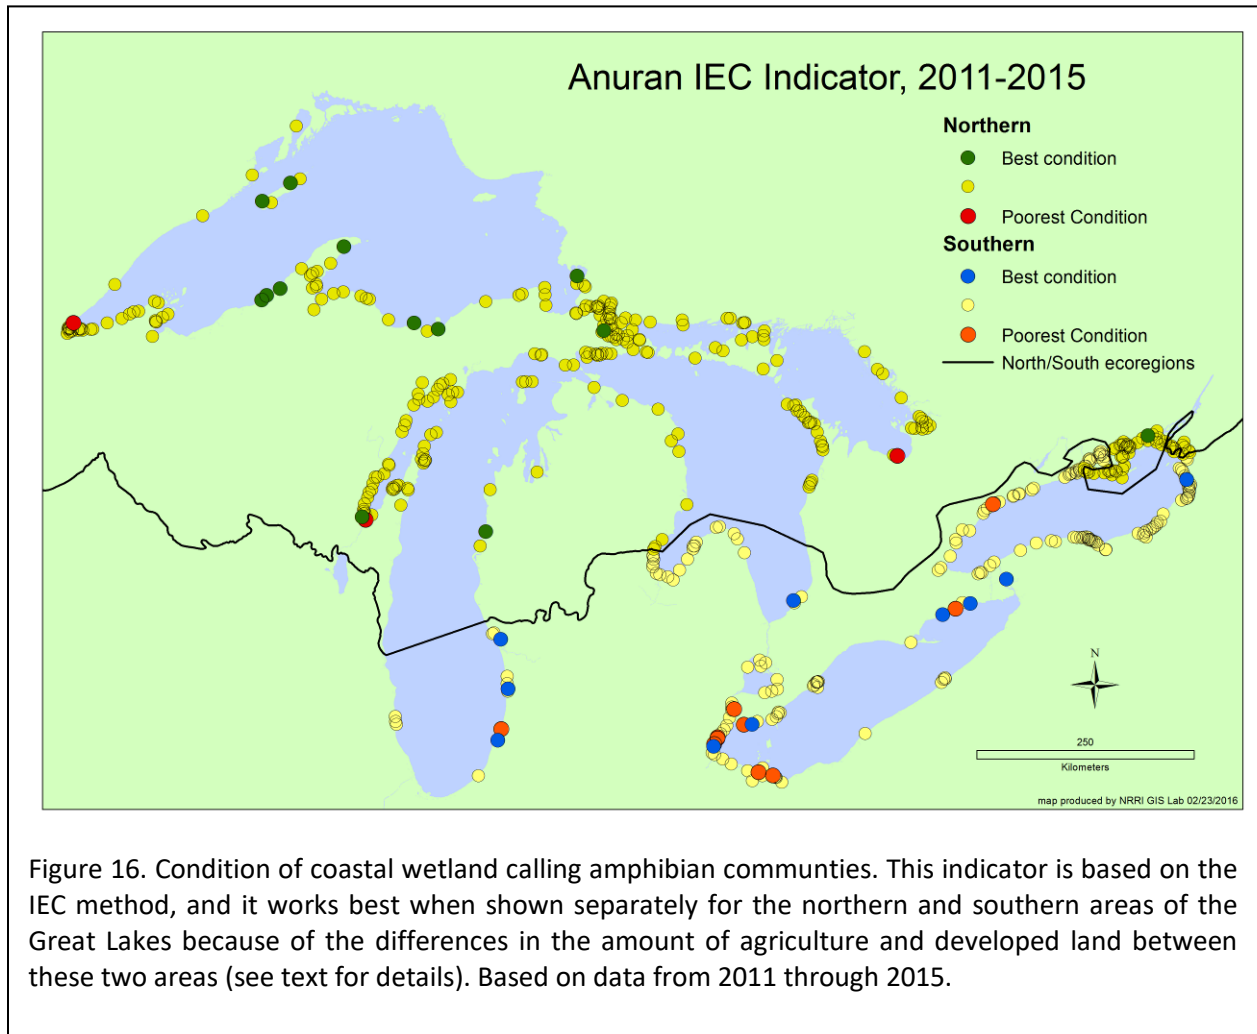 Anuran IEC Indicator, 2011-2015
Northern
Best condition
Poorest Condition
Southern
Best condition
Poorest Condition
North/South ecoregions
N
250
Kilometers
map produced by NRRI GIS Lab 02/23/2016
Figure 16. Condition of coastal wetland calling amphibian communties. This indicator is based on the
IEC method, and it works best when shown separately for the northern and southern areas of the
Great Lakes because of the differences in the amount of agriculture and developed land between
these two areas (see text for details). Based on data from 2011 through 2015.